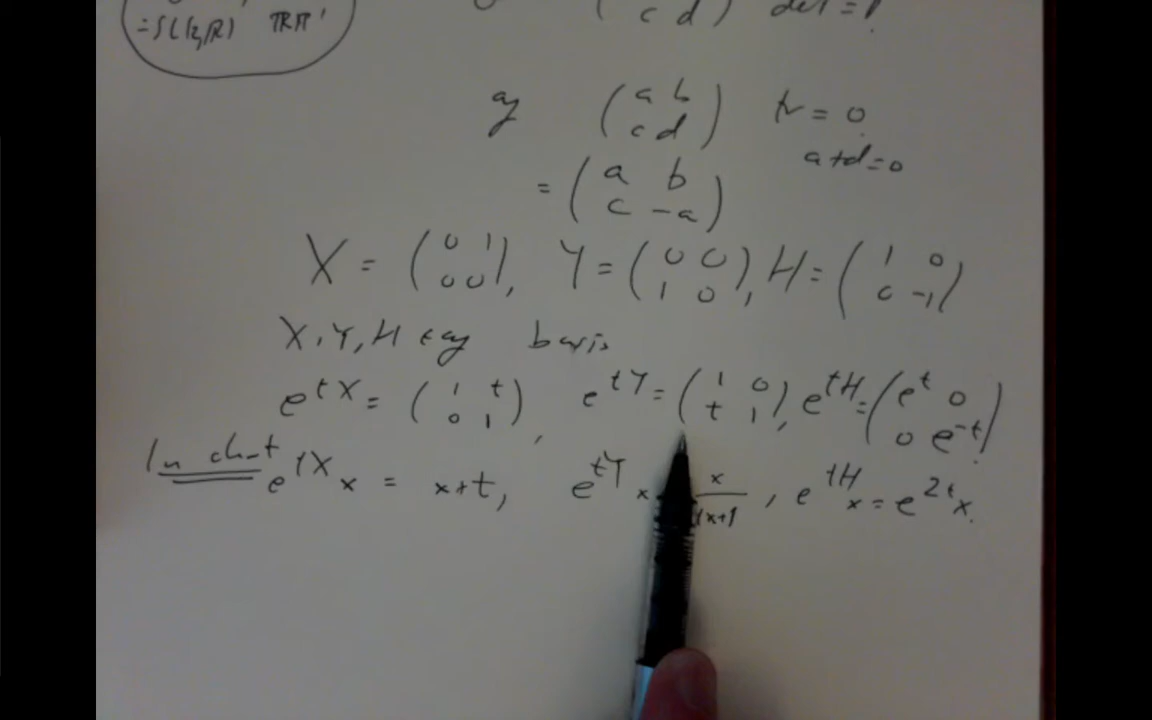 ( c d ) det = 1
= SL(2,ℝ) ℝℙ¹
𝔤 ( a b ; c d ) tr = 0
a+d=0
= ( a b ; c -a )
X = ( 0 1 ; 0 0 ), Y = ( 0 0 ; 1 0 ), H = ( 1 0 ; 0 -1 )
X, Y, H ∈ 𝔤 basis
e^{tX} = ( 1 t ; 0 1 ), e^{tY} = ( 1 0 ; t 1 ), e^{tH} = ( e^t 0 ; 0 e^{-t} ).
In chart e^{tX} x = x+t, e^{tY} x x/(tx+1), e^{tH} x = e^{2t} x.